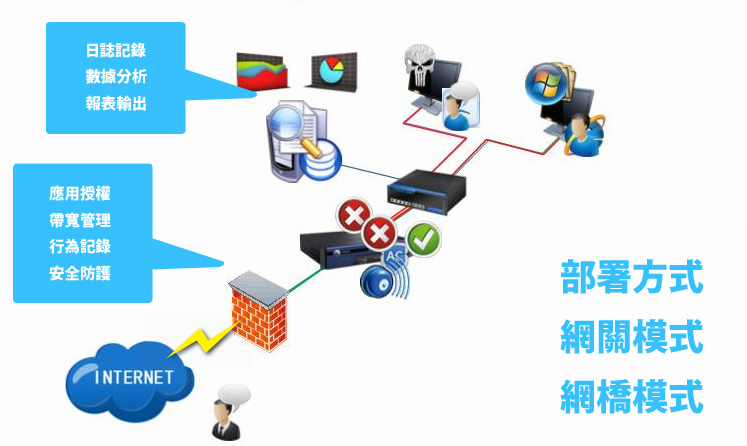 日誌記錄
數據分析
報表輸出
應用授權
帶寬管理
行為記錄
安全防護
AC
部署方式
網關模式
網橋模式
INTERNET